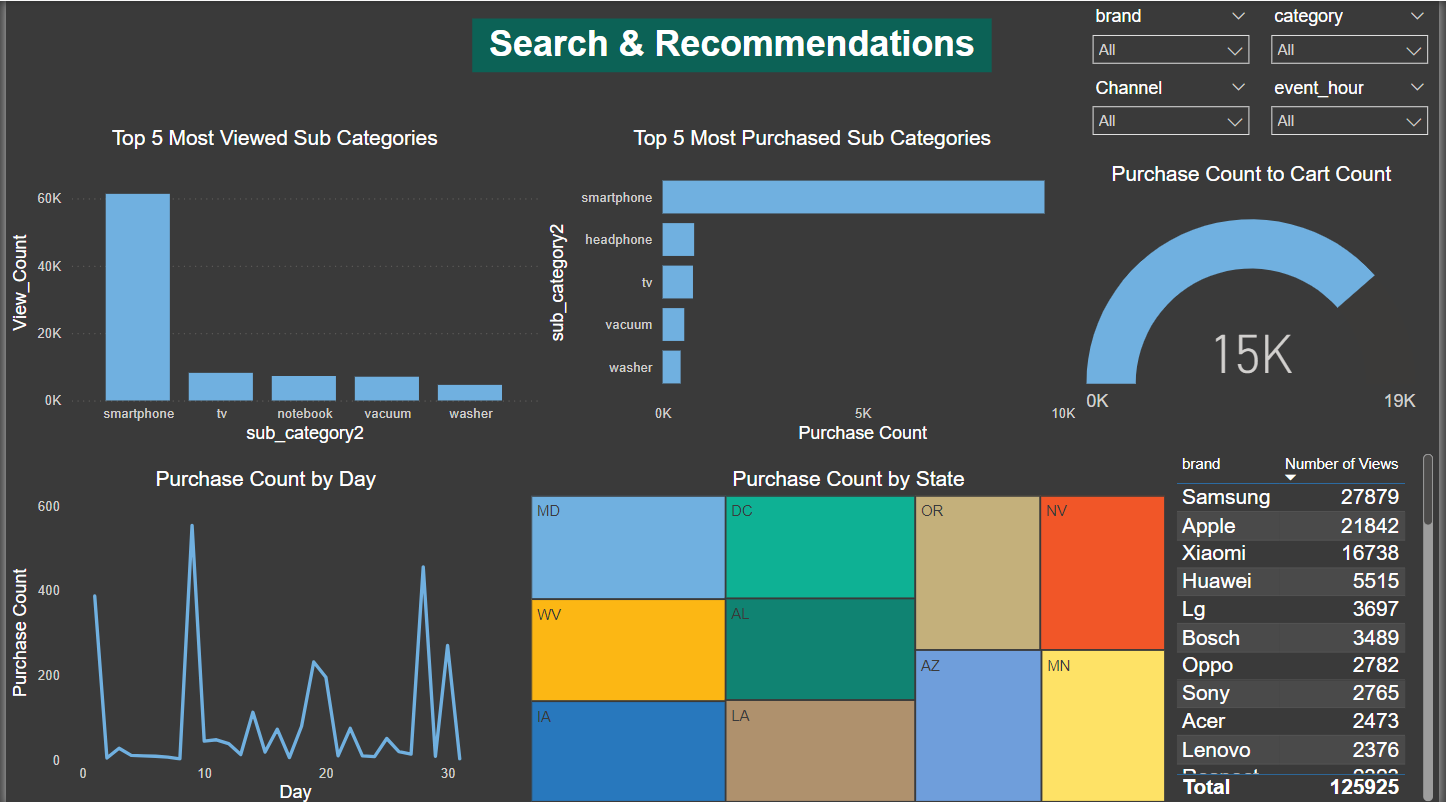 Search & Recommendations
brand
category
All
All
Channel
event_hour
All
All
Top 5 Most Viewed Sub Categories
View_Count
60K
40K
20K
0K
smartphone
tv
notebook
vacuum
washer
sub_category2
Top 5 Most Purchased Sub Categories
sub_category2
smartphone
headphone
tv
vacuum
washer
0K
5K
10K
Purchase Count
Purchase Count to Cart Count
15K
0K
19K
Purchase Count by Day
Purchase Count
600
400
200
0
0
10
20
30
Day
Purchase Count by State
MD
DC
OR
NV
WV
AL
IA
LA
AZ
MN
brand Number of Views
Samsung 27879
Apple 21842
Xiaomi 16738
Huawei 5515
Lg 3697
Bosch 3489
Oppo 2782
Sony 2765
Acer 2473
Lenovo 2376
Total 125925